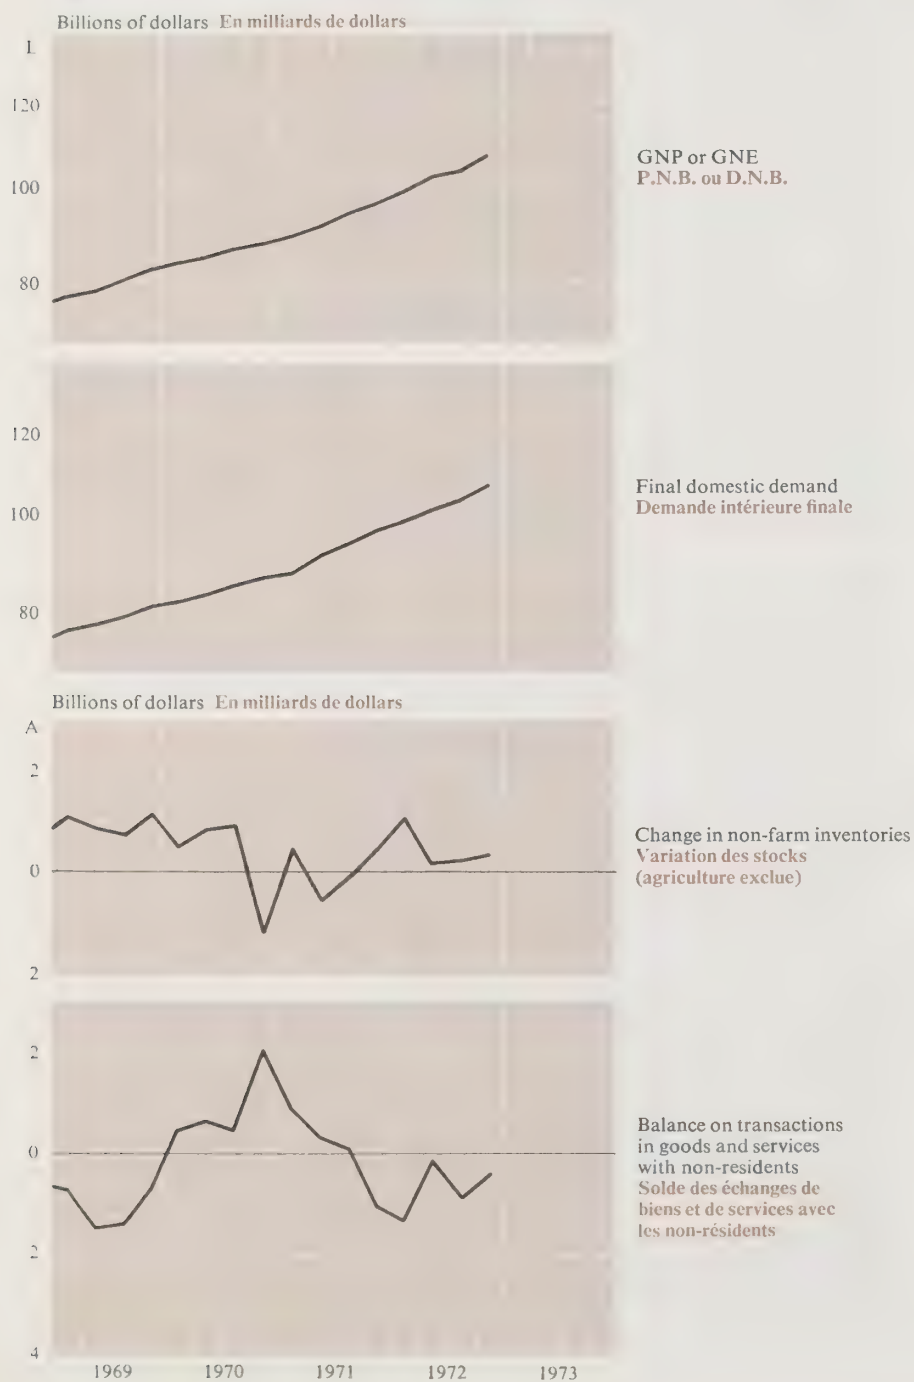 Billions of dollars En milliards de dollars
L
120
100
80
GNP or GNE
P.N.B. ou D.N.B.
120
100
80
Final domestic demand
Demande intérieure finale
Billions of dollars En milliards de dollars
A
2
0
2
Change in non-farm inventories
Variation des stocks
(agriculture exclue)
2
0
2
4
Balance on transactions
in goods and services
with non-residents
Solde des échanges de
biens et de services avec
les non-résidents
1969 1970 1971 1972 1973